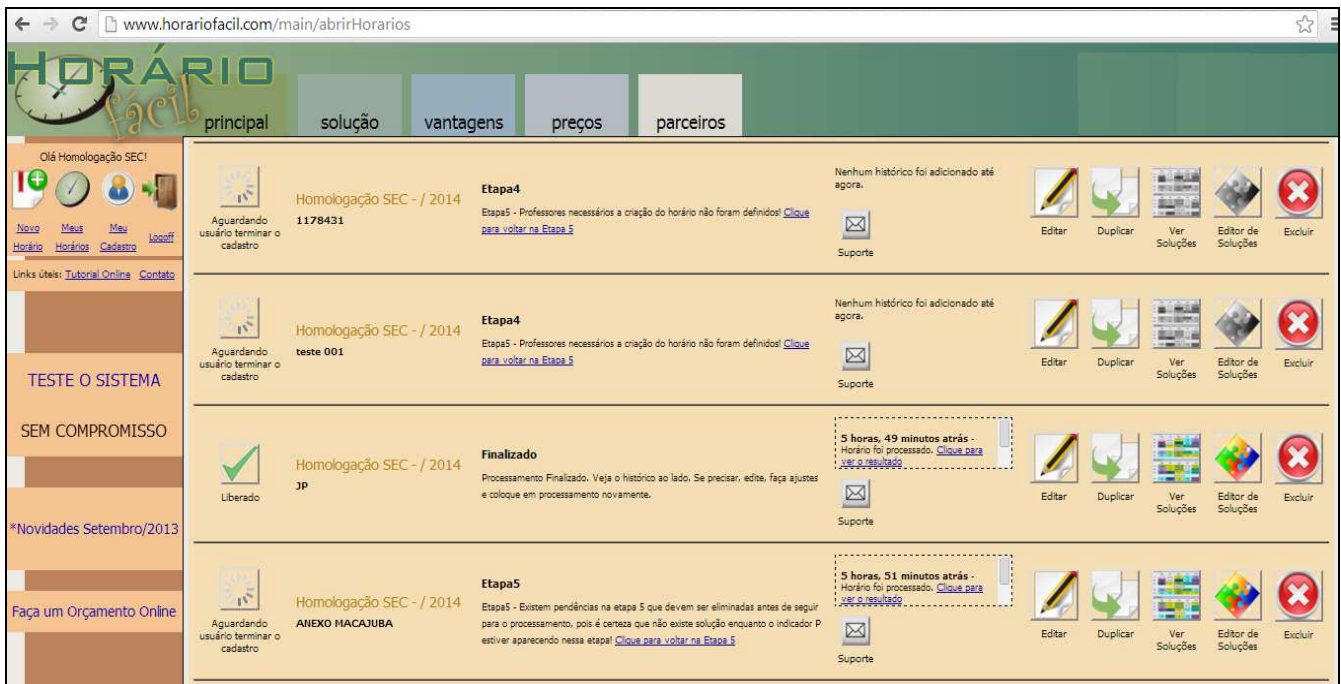 www.horariofacil.com/main/abrirHorarios
HORÁRIO
fácil
principal
solução
vantagens
preços
parceiros
Olá Homologação SEC!
Novo Horário
Meus Horários
Meu Cadastro
Logoff
Links úteis: Tutorial Online Contato
TESTE O SISTEMA
SEM COMPROMISSO
*Novidades Setembro/2013
Faça um Orçamento Online
Aguardando
usuário terminar o
cadastro
Homologação SEC - / 2014
1178431
Etapa4
Etapa5 - Professores necessários a criação do horário não foram definidos! Clique
para voltar na Etapa 5
Nenhum histórico foi adicionado até
agora.
Suporte
Editar
Duplicar
Ver
Soluções
Editor de
Soluções
Excluir
Aguardando
usuário terminar o
cadastro
Homologação SEC - / 2014
teste 001
Etapa4
Etapa5 - Professores necessários a criação do horário não foram definidos! Clique
para voltar na Etapa 5
Nenhum histórico foi adicionado até
agora.
Suporte
Editar
Duplicar
Ver
Soluções
Editor de
Soluções
Excluir
Liberado
Homologação SEC - / 2014
JP
Finalizado
Processamento Finalizado. Veja o histórico ao lado. Se precisar, edite, faça ajustes
e coloque em processamento novamente.
5 horas, 49 minutos atrás -
Horário foi processado. Clique para
ver o resultado
Suporte
Editar
Duplicar
Ver
Soluções
Editor de
Soluções
Excluir
Aguardando
usuário terminar o
cadastro
Homologação SEC - / 2014
ANEXO MACAJUBA
Etapa5
Etapa5 - Existem pendências na etapa 5 que devem ser eliminadas antes de seguir
para o processamento, pois é certeza que não existe solução enquanto o indicador P
estiver aparecendo nessa etapa! Clique para voltar na Etapa 5
5 horas, 51 minutos atrás -
Horário foi processado. Clique para
ver o resultado
Suporte
Editar
Duplicar
Ver
Soluções
Editor de
Soluções
Excluir